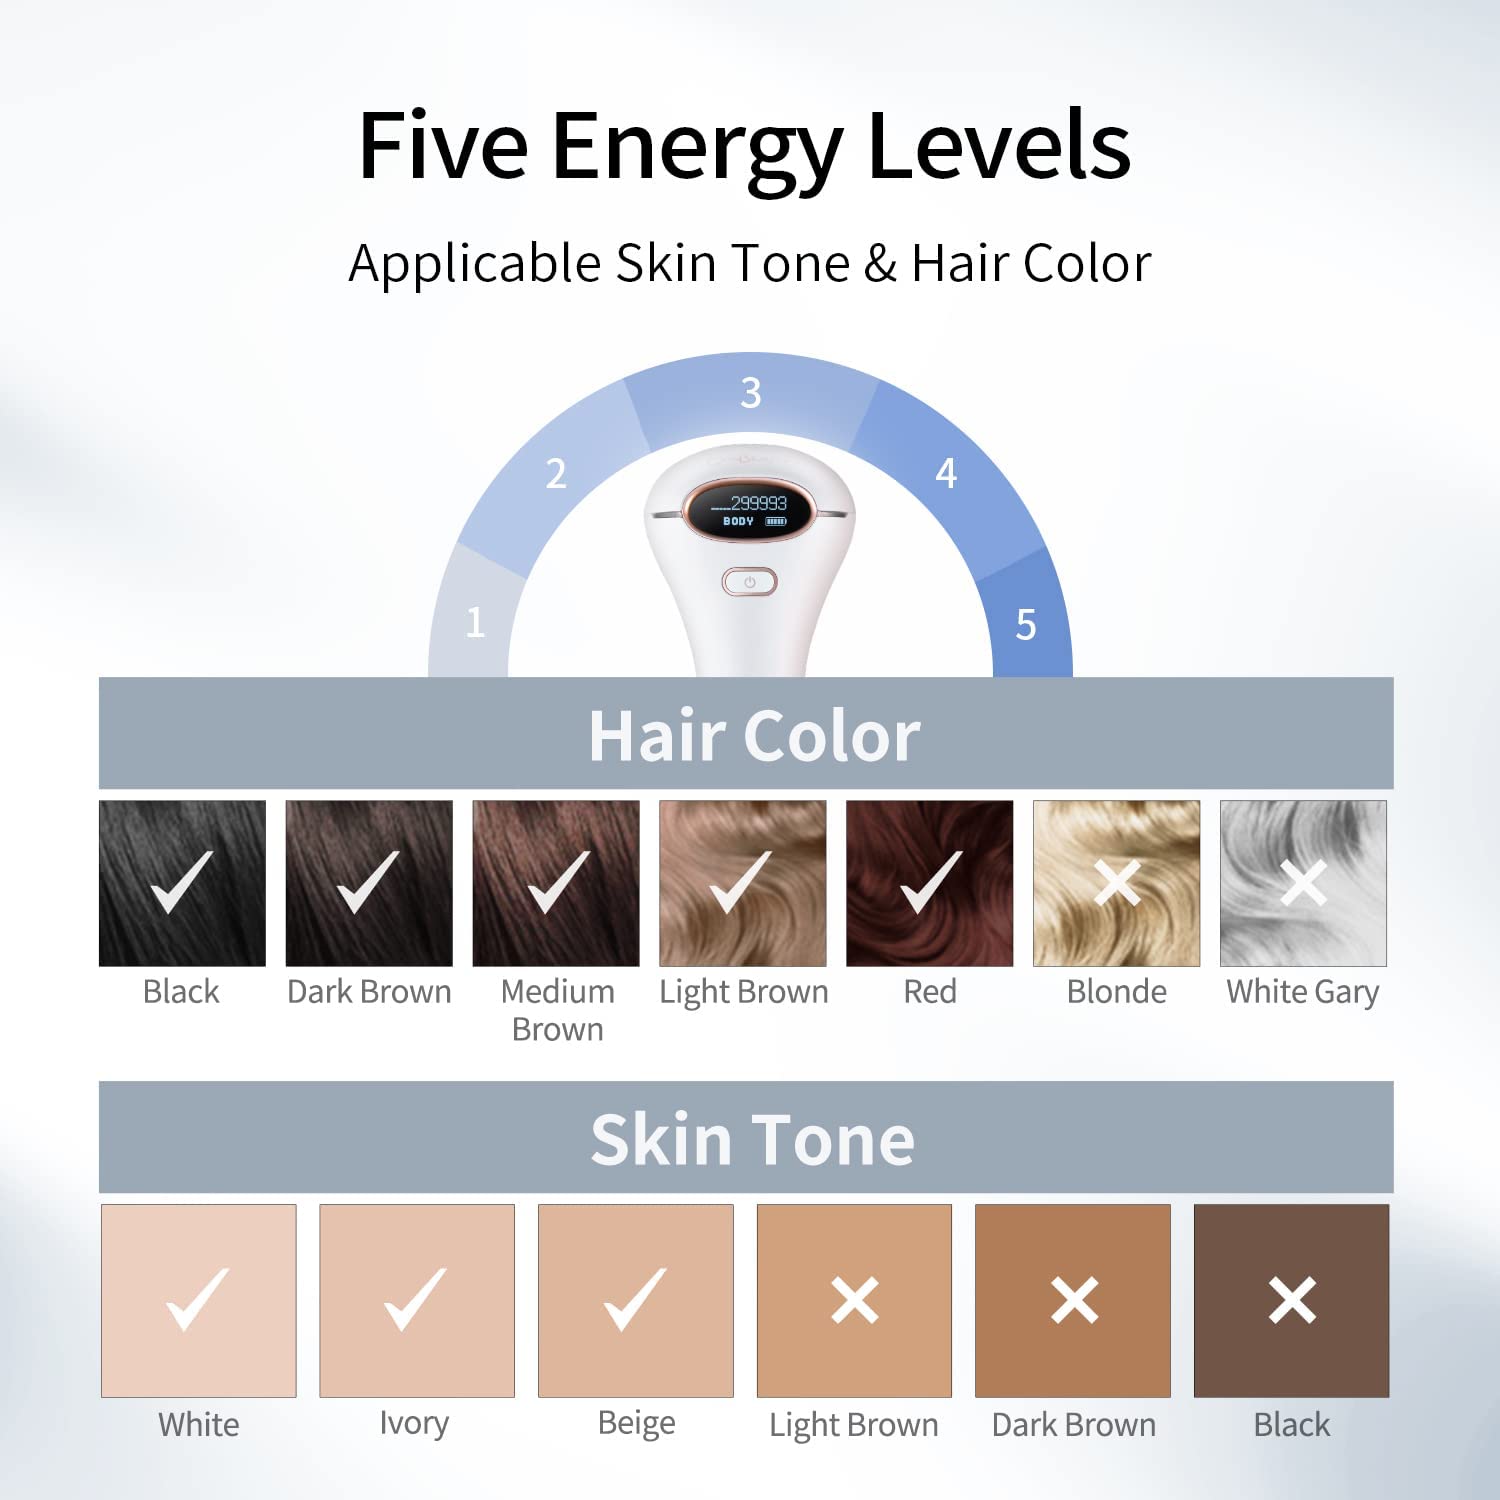 Five Energy Levels
Applicable Skin Tone & Hair Color
1
2
3
4
5
299993
BODY
Hair Color
Black
Dark Brown
Medium
Brown
Light Brown
Red
Blonde
White Gary
Skin Tone
White
Ivory
Beige
Light Brown
Dark Brown
Black